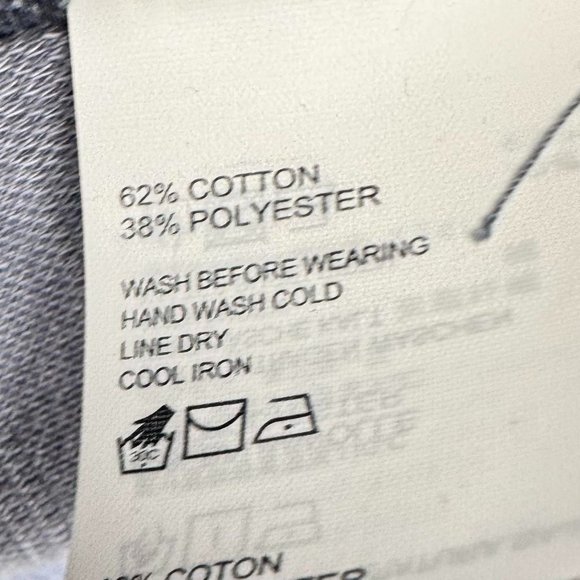 62% COTTON
38% POLYESTER
WASH BEFORE WEARING
HAND WASH COLD
LINE DRY
COOL IRON
30C
COTON